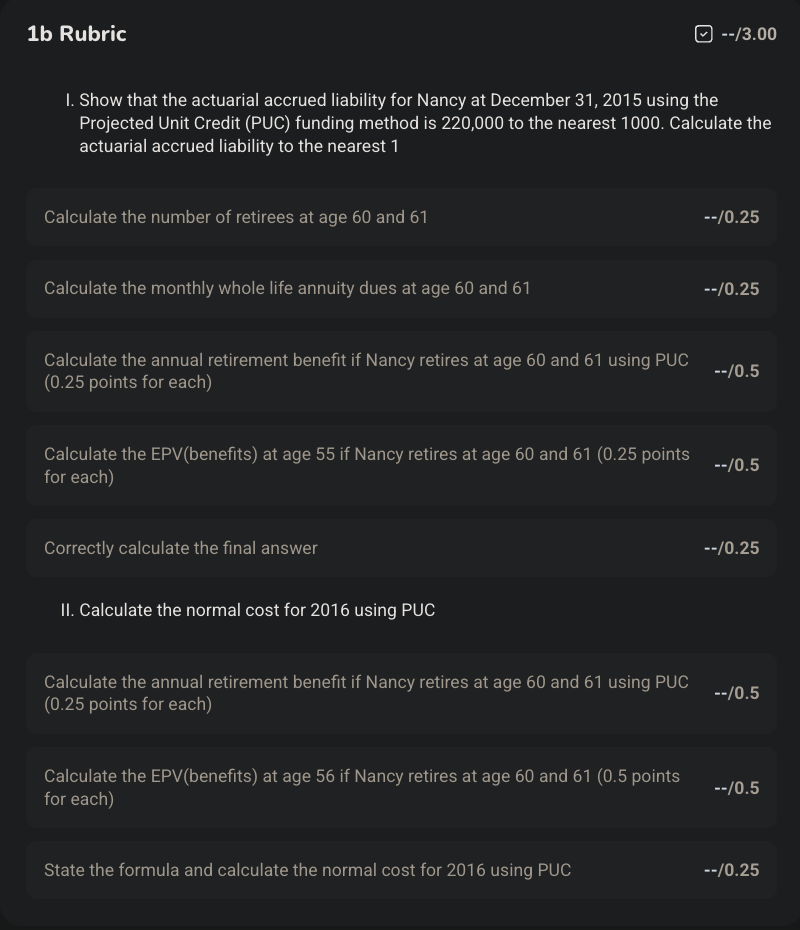 1b Rubric
--/3.00
I. Show that the actuarial accrued liability for Nancy at December 31, 2015 using the
Projected Unit Credit (PUC) funding method is 220,000 to the nearest 1000. Calculate the
actuarial accrued liability to the nearest 1
Calculate the number of retirees at age 60 and 61
--/0.25
Calculate the monthly whole life annuity dues at age 60 and 61
--/0.25
Calculate the annual retirement benefit if Nancy retires at age 60 and 61 using PUC
(0.25 points for each)
--/0.5
Calculate the EPV(benefits) at age 55 if Nancy retires at age 60 and 61 (0.25 points
for each)
--/0.5
Correctly calculate the final answer
--/0.25
II. Calculate the normal cost for 2016 using PUC
Calculate the annual retirement benefit if Nancy retires at age 60 and 61 using PUC
(0.25 points for each)
--/0.5
Calculate the EPV(benefits) at age 56 if Nancy retires at age 60 and 61 (0.5 points
for each)
--/0.5
State the formula and calculate the normal cost for 2016 using PUC
--/0.25